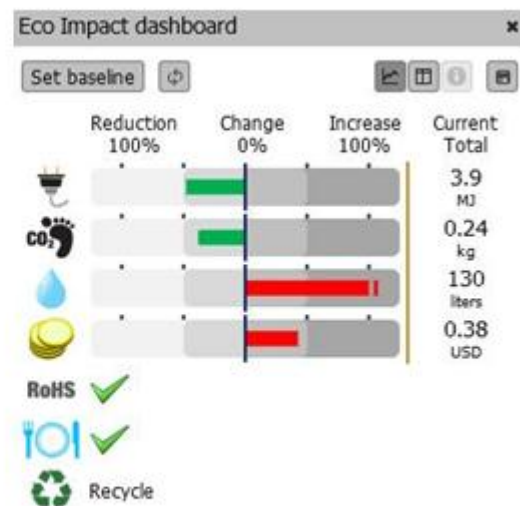 Eco Impact dashboard
Set baseline
Reduction Change Increase Current
100% 0% 100% Total
3.9
MJ
CO₂
0.24
kg
130
liters
0.38
USD
RoHS
Recycle